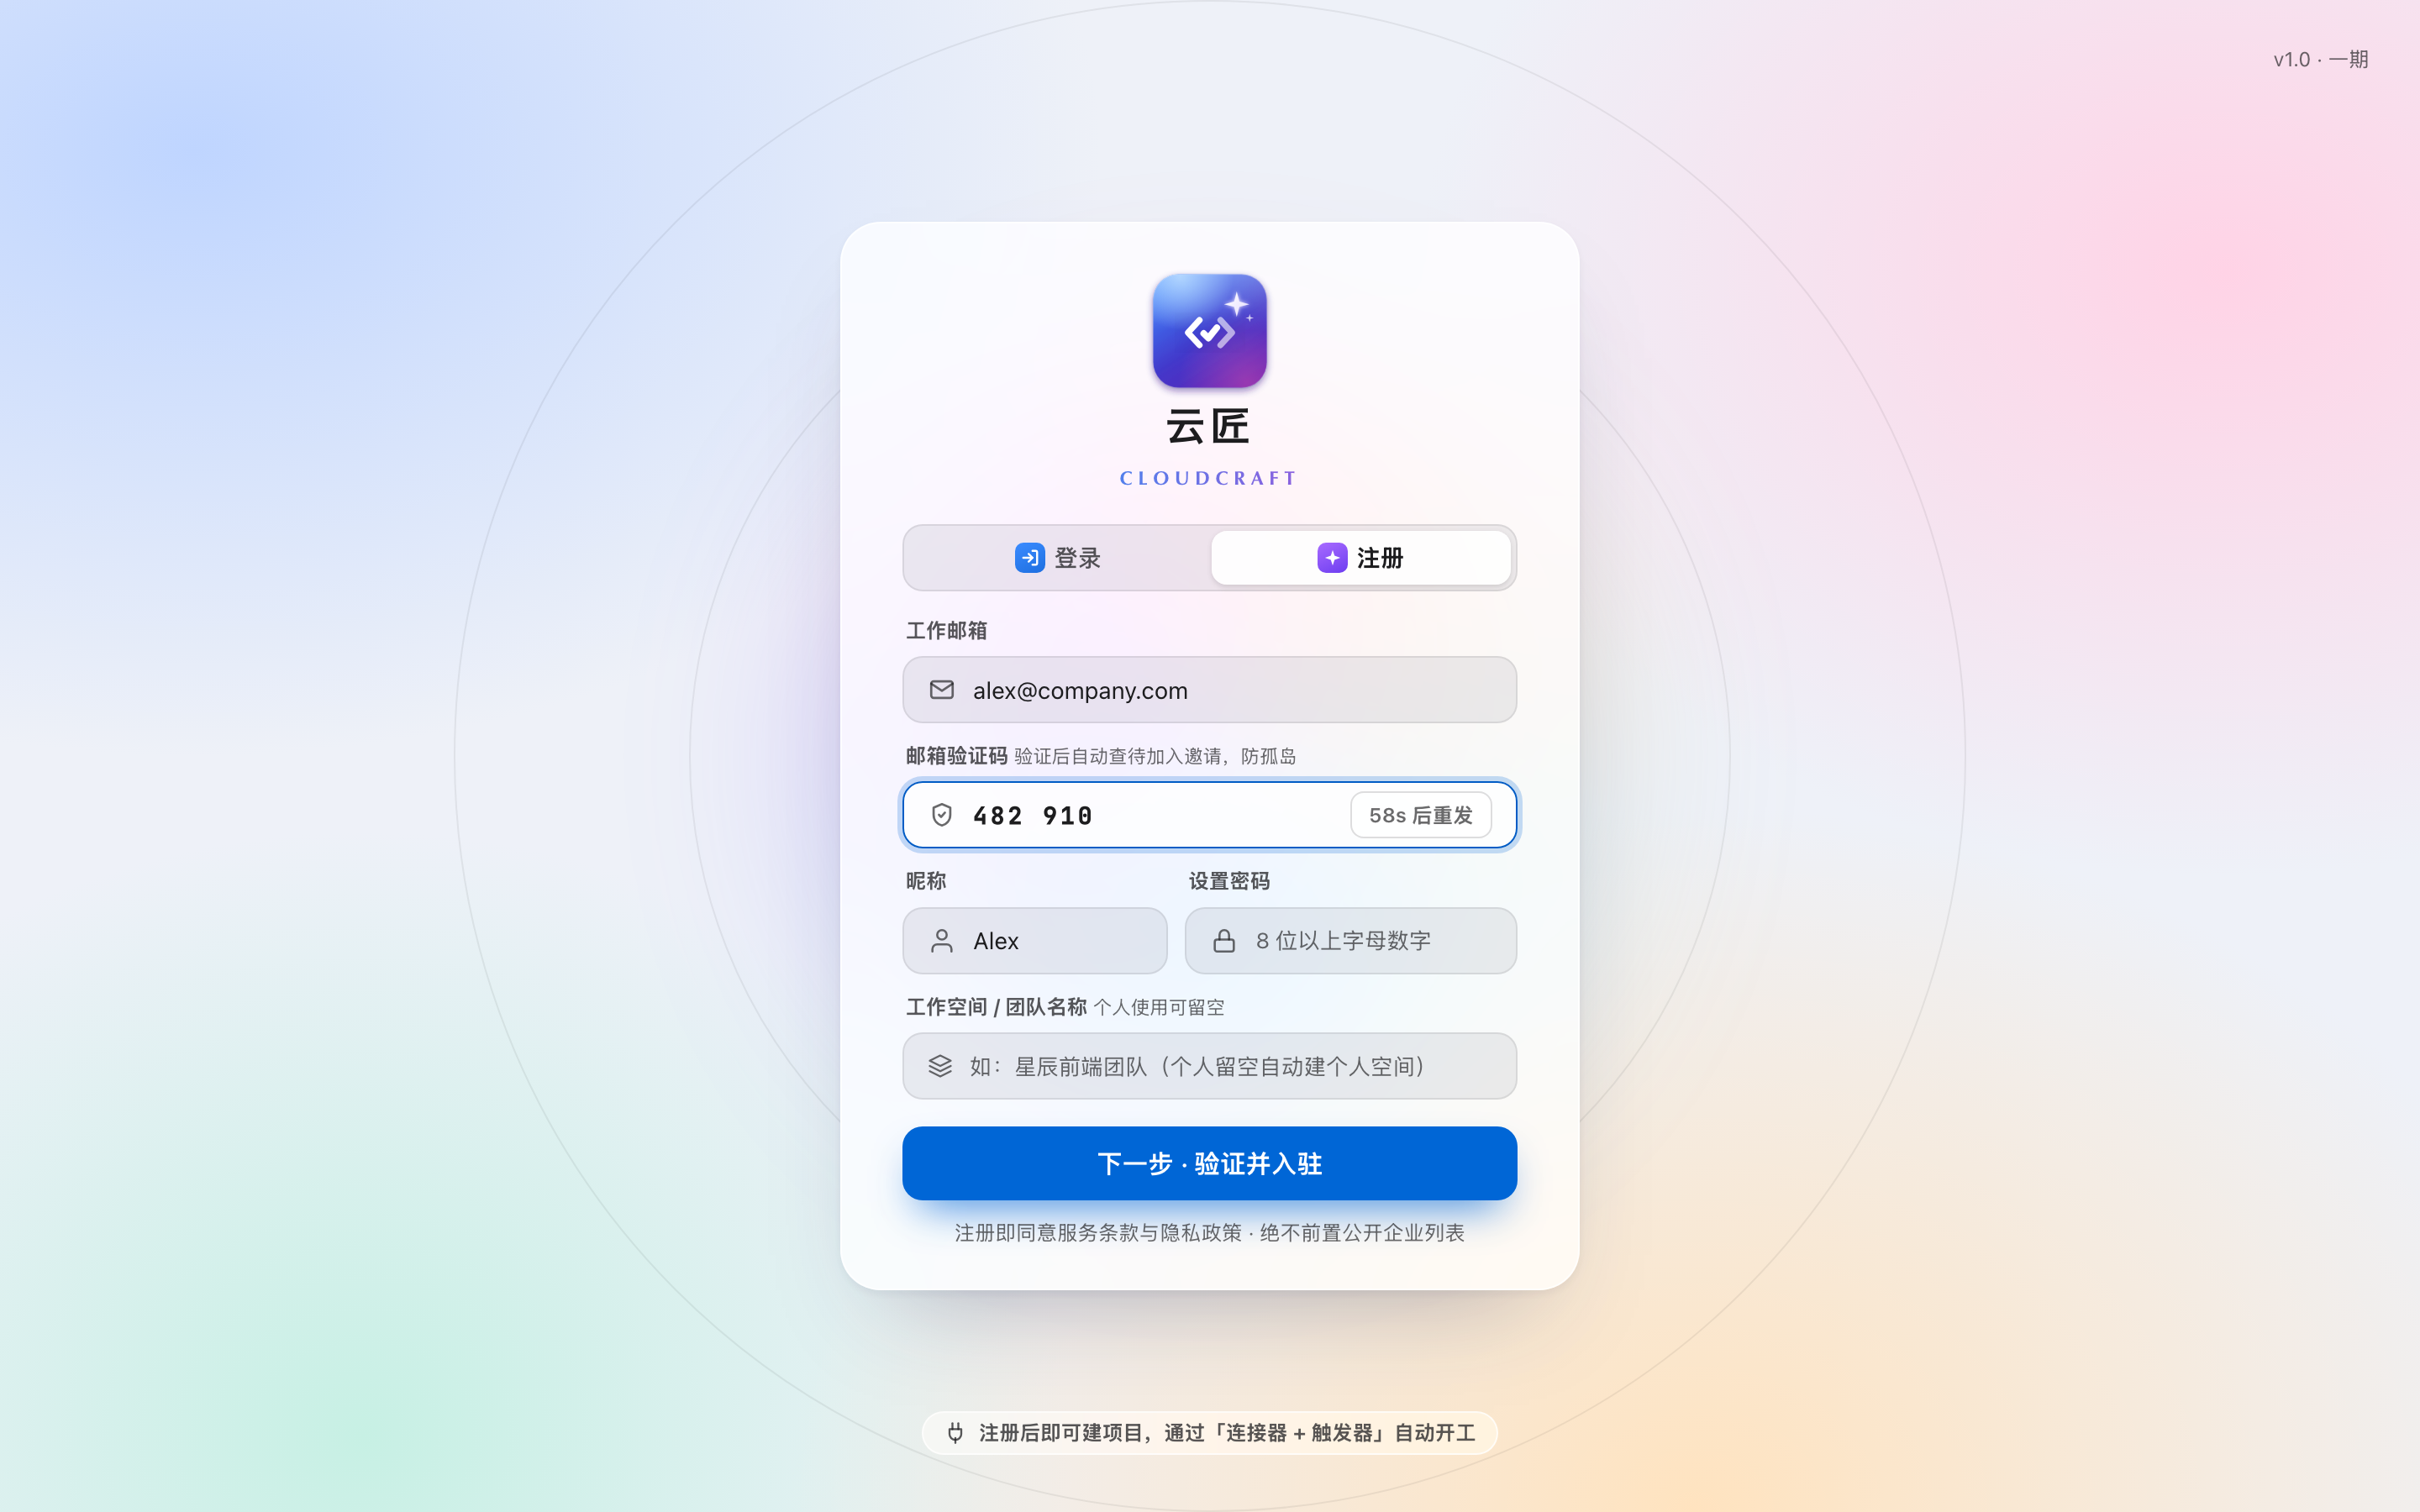 v1.0 · 一期
云匠
CLOUDCRAFT
登录 注册
工作邮箱
alex@company.com
邮箱验证码 验证后自动查待加入邀请，防孤岛
482 910 58s 后重发
昵称 设置密码
Alex 8 位以上字母数字
工作空间 / 团队名称 个人使用可留空
如：星辰前端团队（个人留空自动建个人空间）
下一步 · 验证并入驻
注册即同意服务条款与隐私政策 · 绝不前置公开企业列表
注册后即可建项目，通过「连接器 + 触发器」自动开工